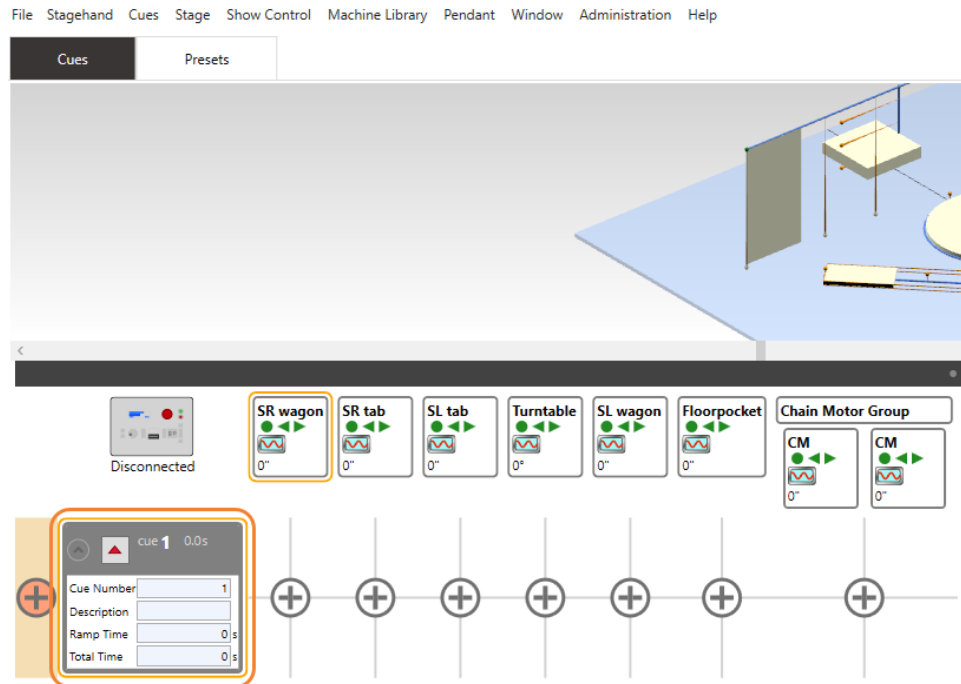 File Stagehand Cues Stage Show Control Machine Library Pendant Window Administration Help
Cues Presets
SR wagon SR tab SL tab Turntable SL wagon Floorpocket Chain Motor Group
CM CM
Disconnected 0" 0" 0" 0° 0" 0"
0" 0"
cue 1 0.0s
Cue Number 1
Description
Ramp Time 0 s
Total Time 0 s